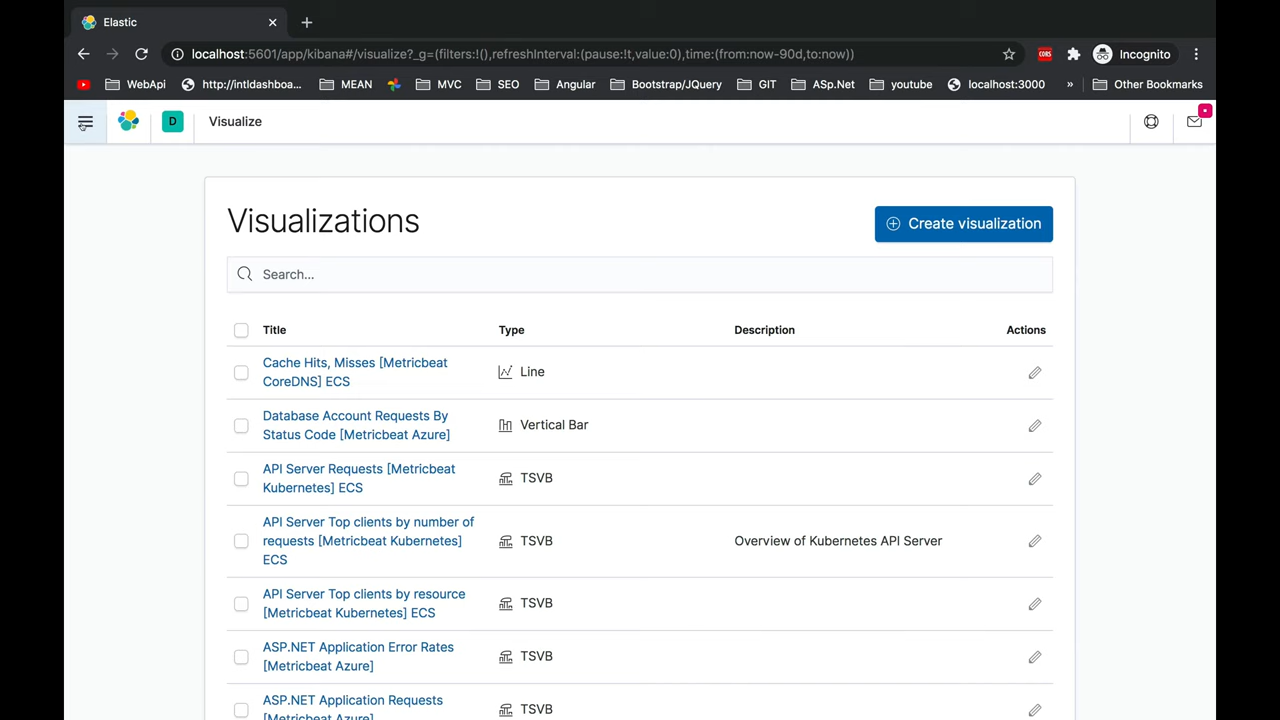 Elastic
localhost:5601/app/kibana#/visualize?_g=(filters:!(),refreshInterval:(pause:!t,value:0),time:(from:now-90d,to:now))
CORS
Incognito
WebApi
http://intldashboa...
MEAN
MVC
SEO
Angular
Bootstrap/JQuery
GIT
ASp.Net
youtube
localhost:3000
»
Other Bookmarks
D
Visualize
Visualizations
Create visualization
Search...
Title
Type
Description
Actions
Cache Hits, Misses [Metricbeat
CoreDNS] ECS
Line
Database Account Requests By
Status Code [Metricbeat Azure]
Vertical Bar
API Server Requests [Metricbeat
Kubernetes] ECS
TSVB
API Server Top clients by number of
requests [Metricbeat Kubernetes]
ECS
TSVB
Overview of Kubernetes API Server
API Server Top clients by resource
[Metricbeat Kubernetes] ECS
TSVB
ASP.NET Application Error Rates
[Metricbeat Azure]
TSVB
ASP.NET Application Requests
[Metricbeat Azure]
TSVB